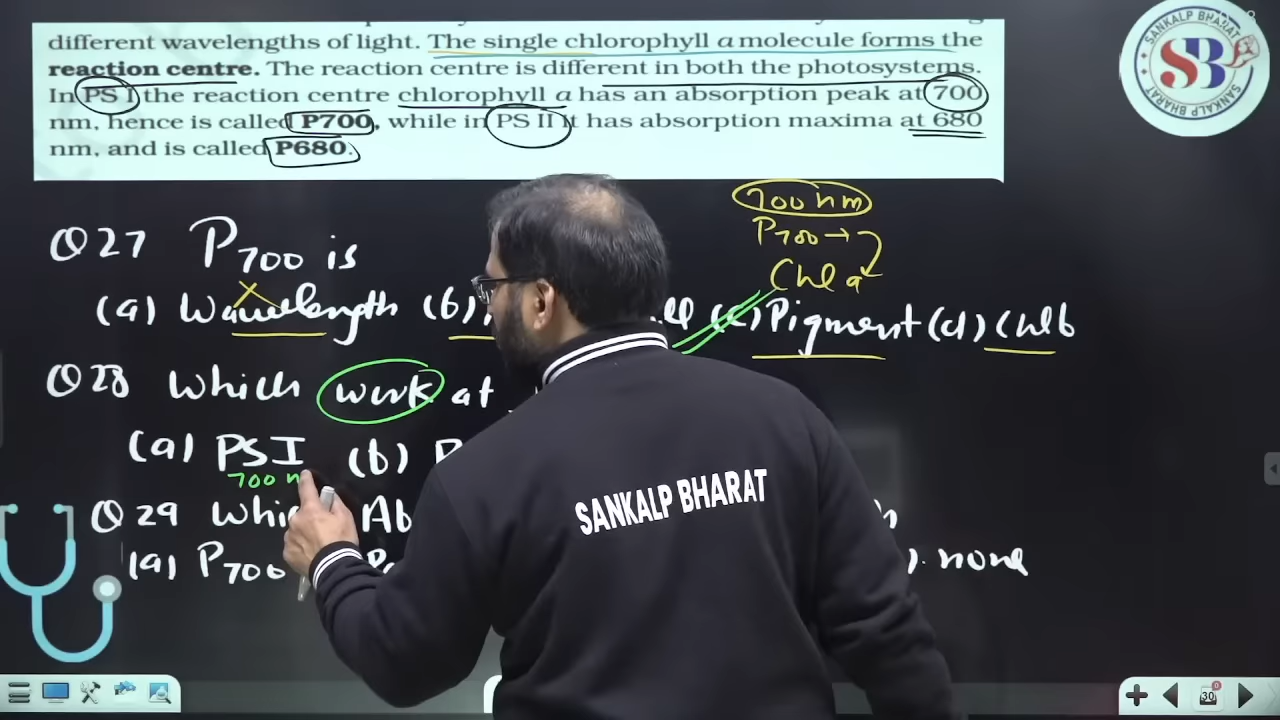 different wavelengths of light. The single chlorophyll a molecule forms the
reaction centre. The reaction centre is different in both the photosystems.
In PS I the reaction centre chlorophyll a has an absorption peak at 700
nm, hence is called P700, while in PS II it has absorption maxima at 680
nm, and is called P680.
SANKALP BHARAT
SB
SANKALP BHARAT
700 nm
P700 →
Chl a
Q27 P700 is
(a) Wavelength (b) (c) Pigment (d) Chl b
Q28 Which work at
(a) PSI (b)
700 n
Q29 Ab
(a) P700 none
SANKALP BHARAT
30